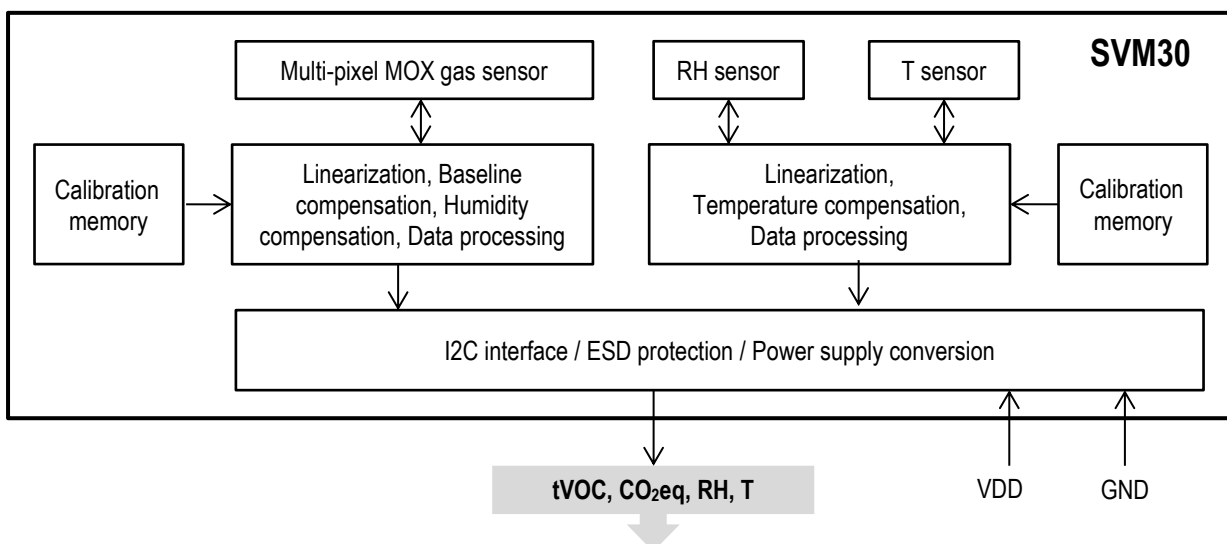 SVM30
Multi-pixel MOX gas sensor
RH sensor
T sensor
Calibration
memory
Linearization, Baseline
compensation, Humidity
compensation, Data processing
Linearization,
Temperature compensation,
Data processing
Calibration
memory
I2C interface / ESD protection / Power supply conversion
tVOC, CO₂eq, RH, T
VDD
GND